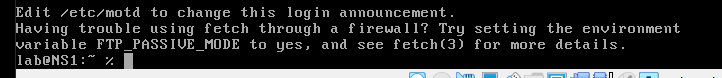 Edit /etc/motd to change this login announcement.
Having trouble using fetch through a firewall? Try setting the environment
variable FTP_PASSIVE_MODE to yes, and see fetch(3) for more details.
lab@NS1:~ %